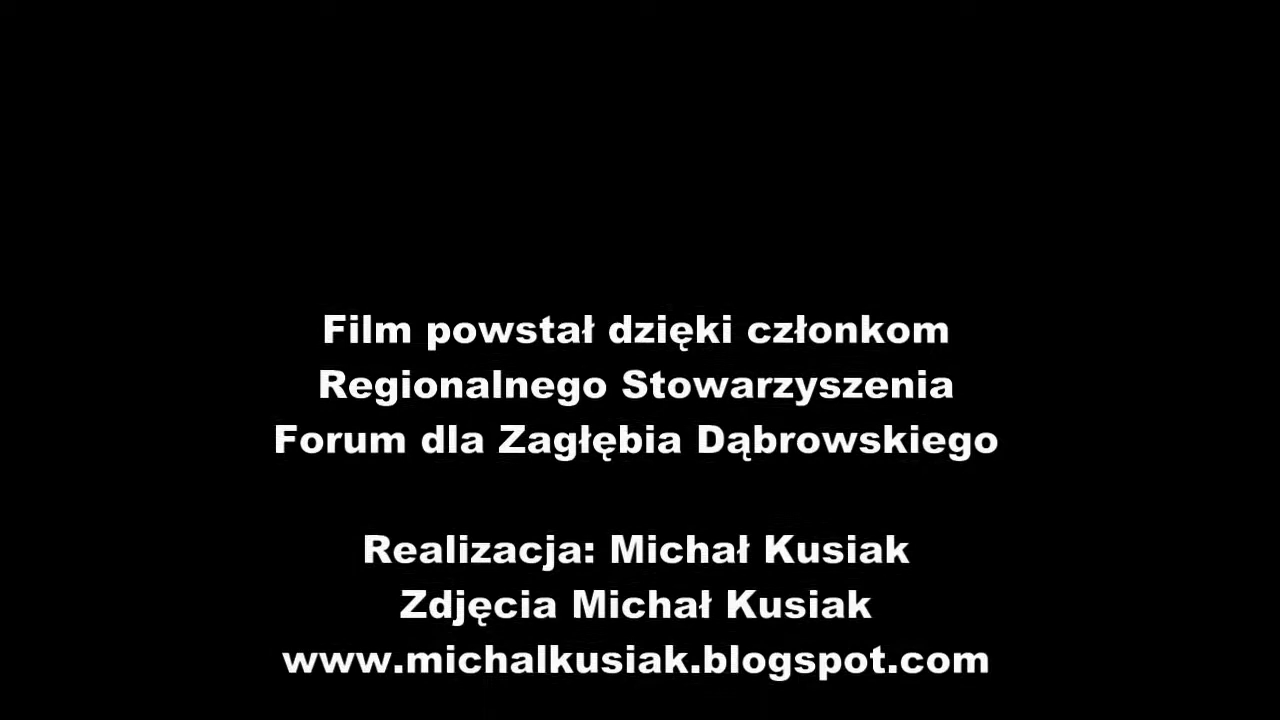 Film powstał dzięki członkom
Regionalnego Stowarzyszenia
Forum dla Zagłębia Dąbrowskiego
Realizacja: Michał Kusiak
Zdjęcia Michał Kusiak
www.michalkusiak.blogspot.com